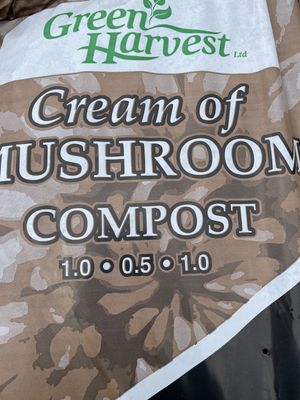 Green
Harvest Ltd
Cream of
MUSHROOM
COMPOST
1.0 • 0.5 • 1.0